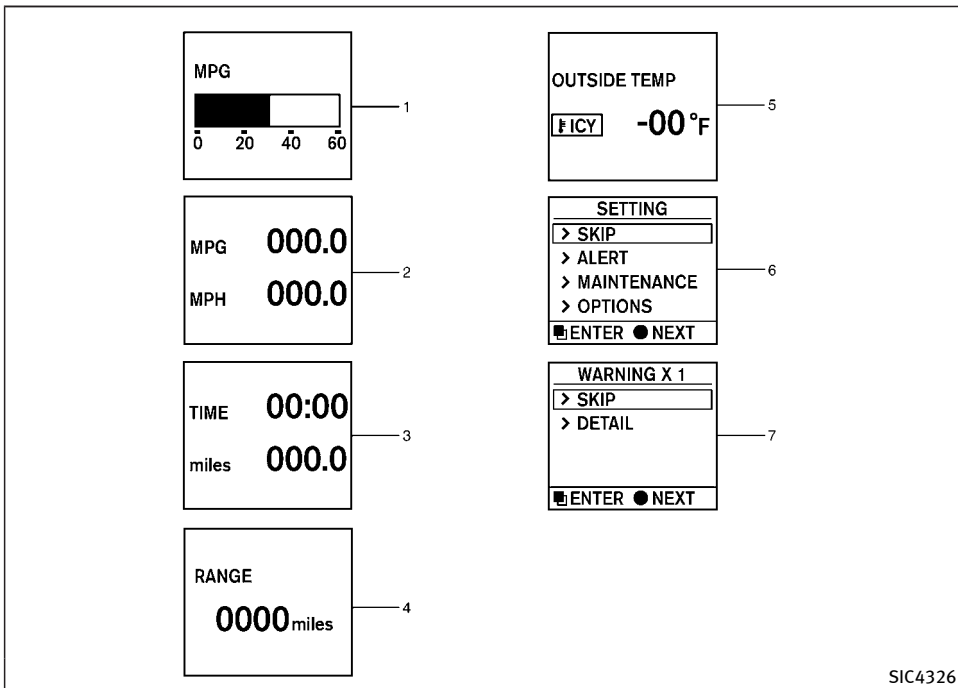 MPG
0 20 40 60
1
MPG 000.0
MPH 000.0
2
TIME 00:00
miles 000.0
3
RANGE
0000 miles
4
OUTSIDE TEMP
ICY -00 °F
5
SETTING
> SKIP
> ALERT
> MAINTENANCE
> OPTIONS
ENTER ● NEXT
6
WARNING X 1
> SKIP
> DETAIL
ENTER ● NEXT
7
SIC4326